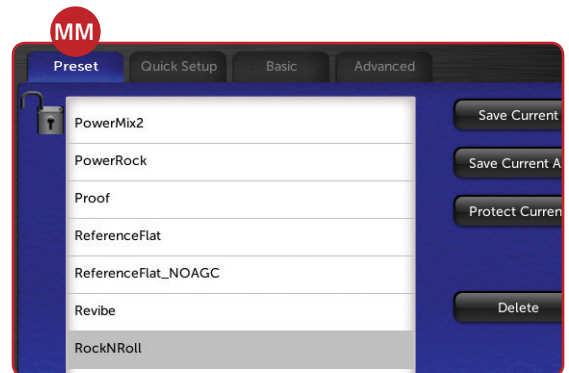 MM
Preset Quick Setup Basic Advanced
PowerMix2
PowerRock
Proof
ReferenceFlat
ReferenceFlat_NOAGC
Revibe
RockNRoll
Save Current
Save Current A
Protect Curren
Delete